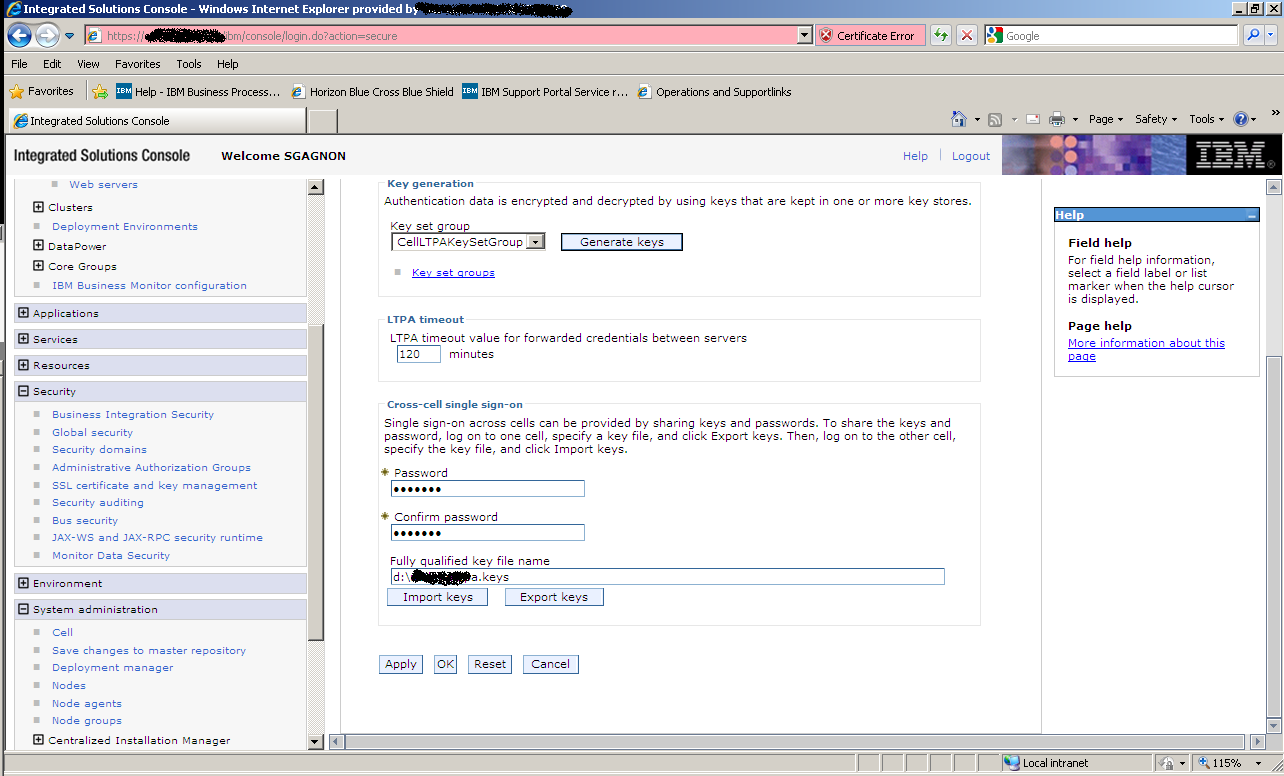 Integrated Solutions Console - Windows Internet Explorer provided by
https:// ibm/console/login.do?action=secure
Certificate Error
Google
File Edit View Favorites Tools Help
Favorites
IBM Help - IBM Business Process...
Horizon Blue Cross Blue Shield
IBM IBM Support Portal Service r...
Operations and Supportlinks
Integrated Solutions Console
Page Safety Tools
Integrated Solutions Console Welcome SGAGNON
Help Logout
IBM®
Web servers
Clusters
Deployment Environments
DataPower
Core Groups
IBM Business Monitor configuration
Applications
Services
Resources
Security
Business Integration Security
Global security
Security domains
Administrative Authorization Groups
SSL certificate and key management
Security auditing
Bus security
JAX-WS and JAX-RPC security runtime
Monitor Data Security
Environment
System administration
Cell
Save changes to master repository
Deployment manager
Nodes
Node agents
Node groups
Centralized Installation Manager
Key generation
Authentication data is encrypted and decrypted by using keys that are kept in one or more key stores.
Key set group
CellLTPAKeySetGroup Generate keys
Key set groups
LTPA timeout
LTPA timeout value for forwarded credentials between servers
120 minutes
Cross-cell single sign-on
Single sign-on across cells can be provided by sharing keys and passwords. To share the keys and
password, log on to one cell, specify a key file, and click Export keys. Then, log on to the other cell,
specify the key file, and click Import keys.
Password
•••••••
Confirm password
•••••••
Fully qualified key file name
d:\ a.keys
Import keys Export keys
Apply OK Reset Cancel
Help
Field help
For field help information,
select a field label or list
marker when the help cursor
is displayed.
Page help
More information about this
page
Local intranet
115%